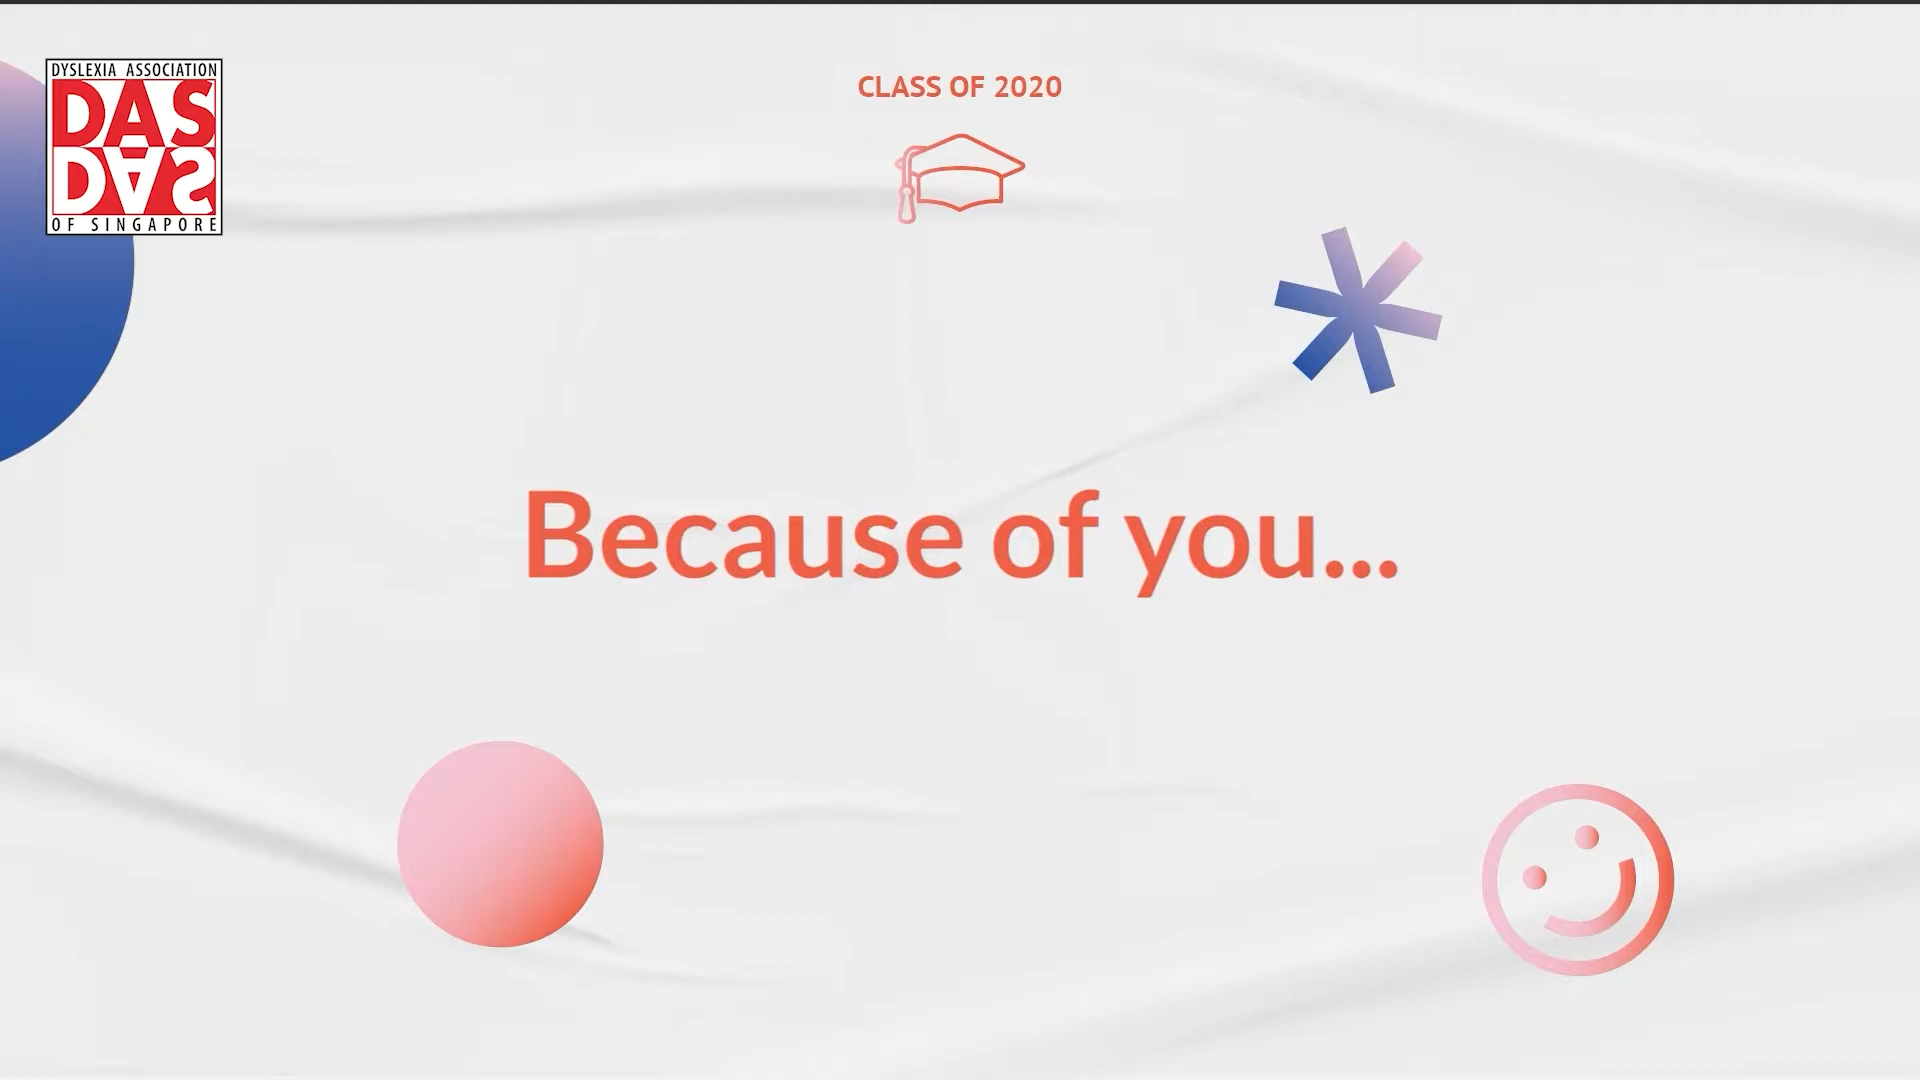 DYSLEXIA ASSOCIATION
DAS
DAS
OF SINGAPORE
CLASS OF 2020
Because of you...